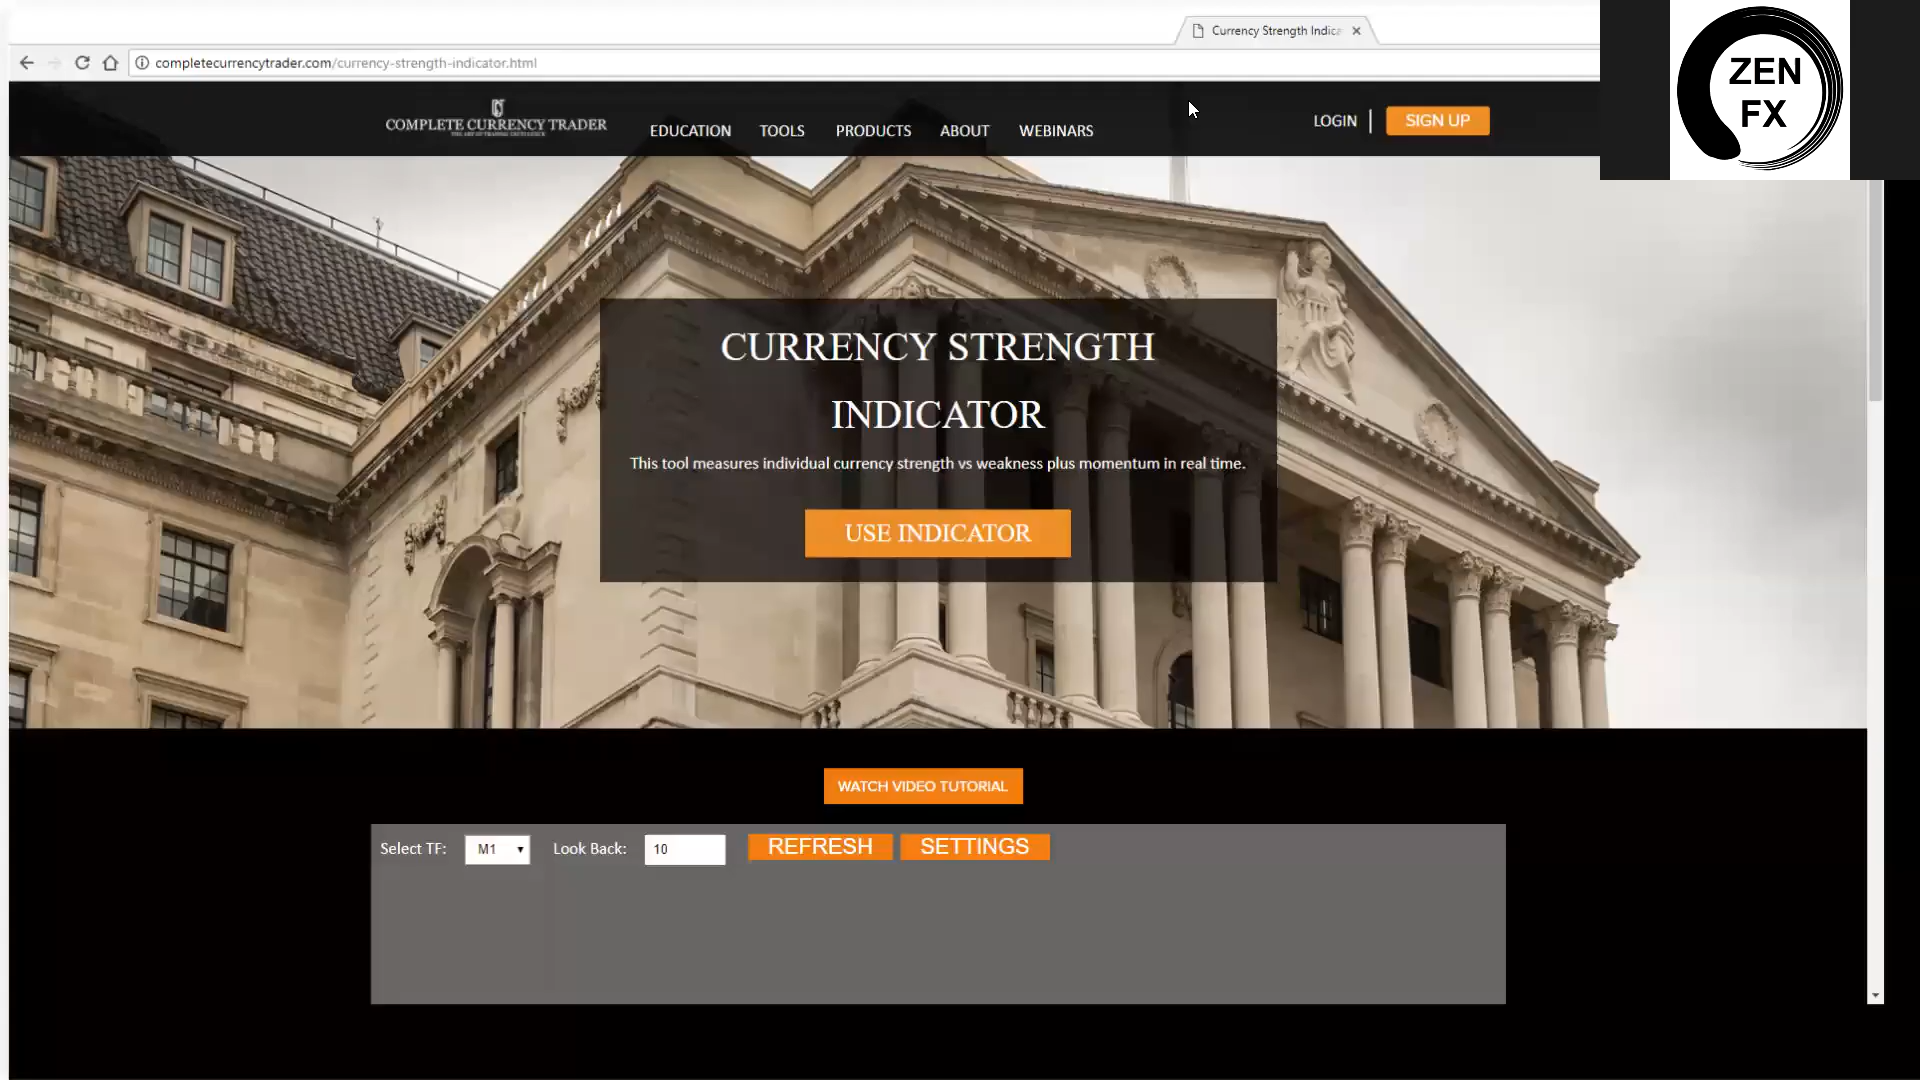 Currency Strength Indic
completecurrencytrader.com/currency-strength-indicator.html
ZEN
FX
COMPLETE CURRENCY TRADER
EDUCATION TOOLS PRODUCTS ABOUT WEBINARS
LOGIN SIGN UP
CURRENCY STRENGTH
INDICATOR
This tool measures individual currency strength vs weakness plus momentum in real time.
USE INDICATOR
WATCH VIDEO TUTORIAL
Select TF: M1 Look Back: 10 REFRESH SETTINGS